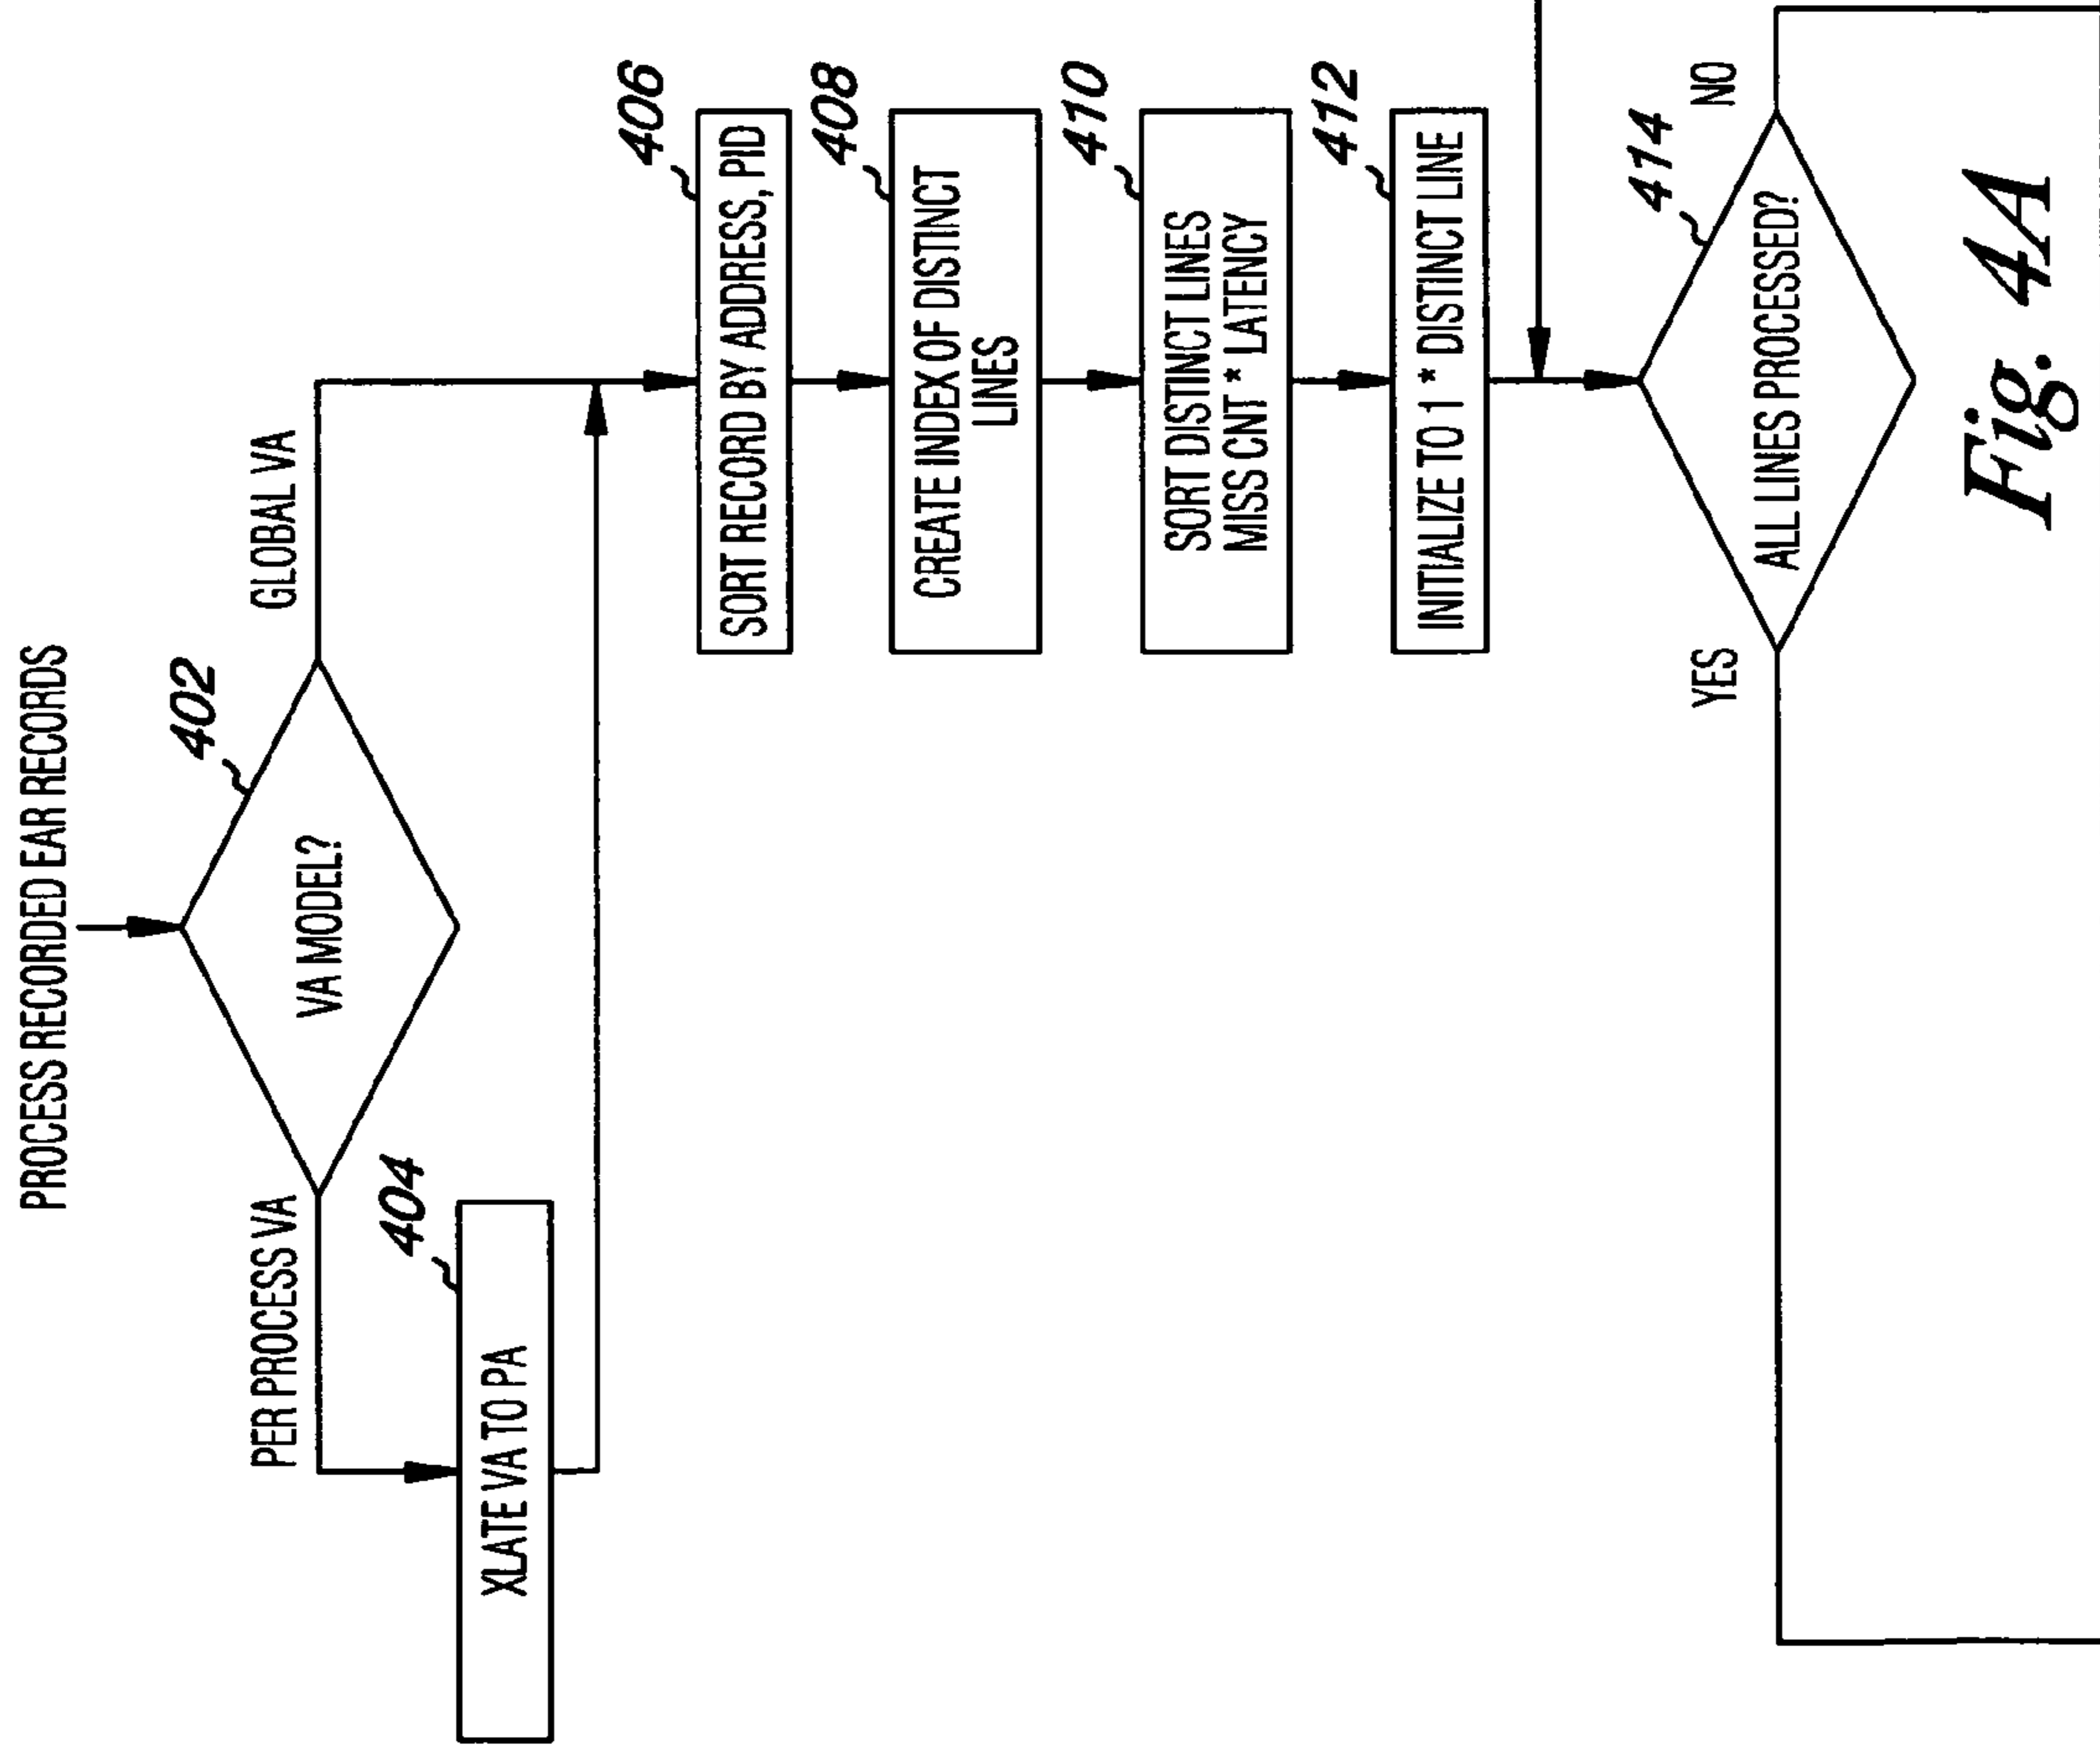 PROCESS RECORDED EAR RECORDS
402
VA MODEL?
PER PROCESS VA
GLOBAL VA
404
XLATE VA TO PA
406
SORT RECORD BY ADDRESS, PID
408
CREATE INDEX OF DISTINCT
LINES
410
SORT DISTINCT LINES
MISS CNT * LATENCY
412
INITIALIZE TO 1 * DISTINCT LINE
414
YES
NO
ALL LINES PROCESSED?
Fig. 4A